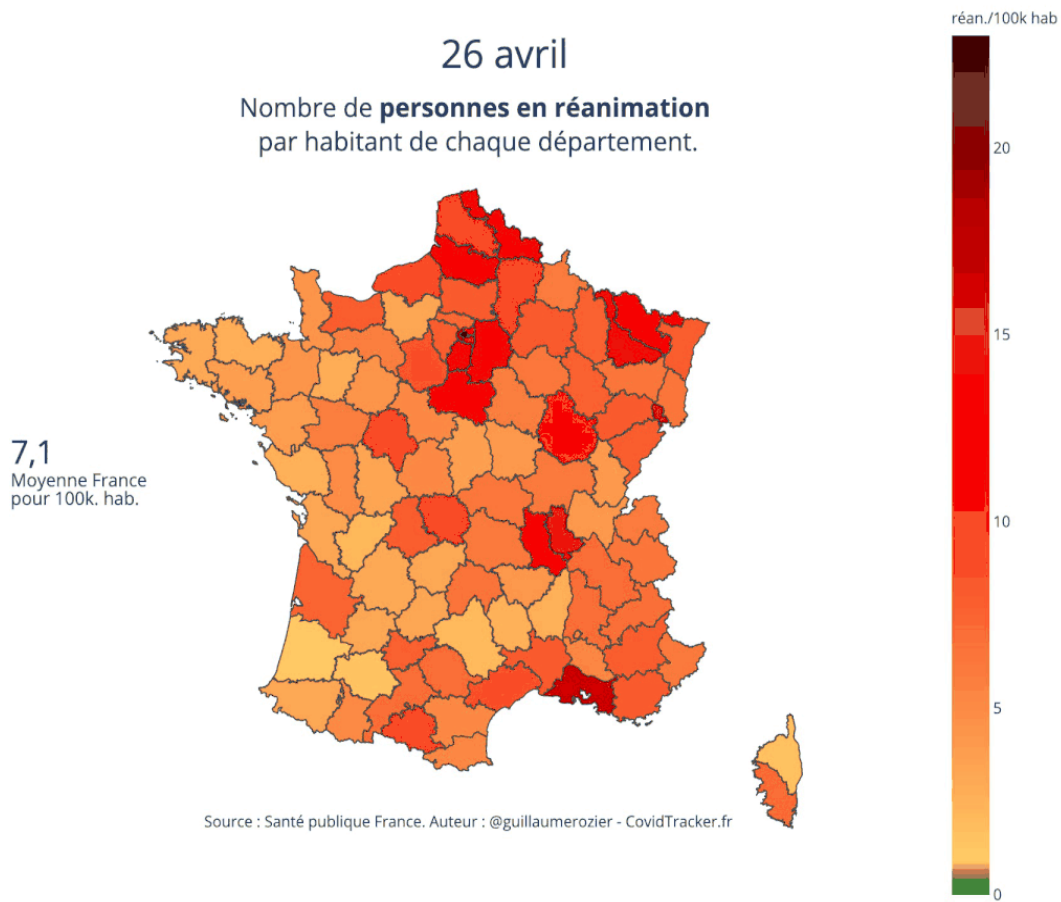 réan./100k hab
26 avril
Nombre de personnes en réanimation
par habitant de chaque département.
20
15
7,1
Moyenne France
pour 100k. hab.
10
5
Source : Santé publique France. Auteur : @guillaumerozier - CovidTracker.fr
0